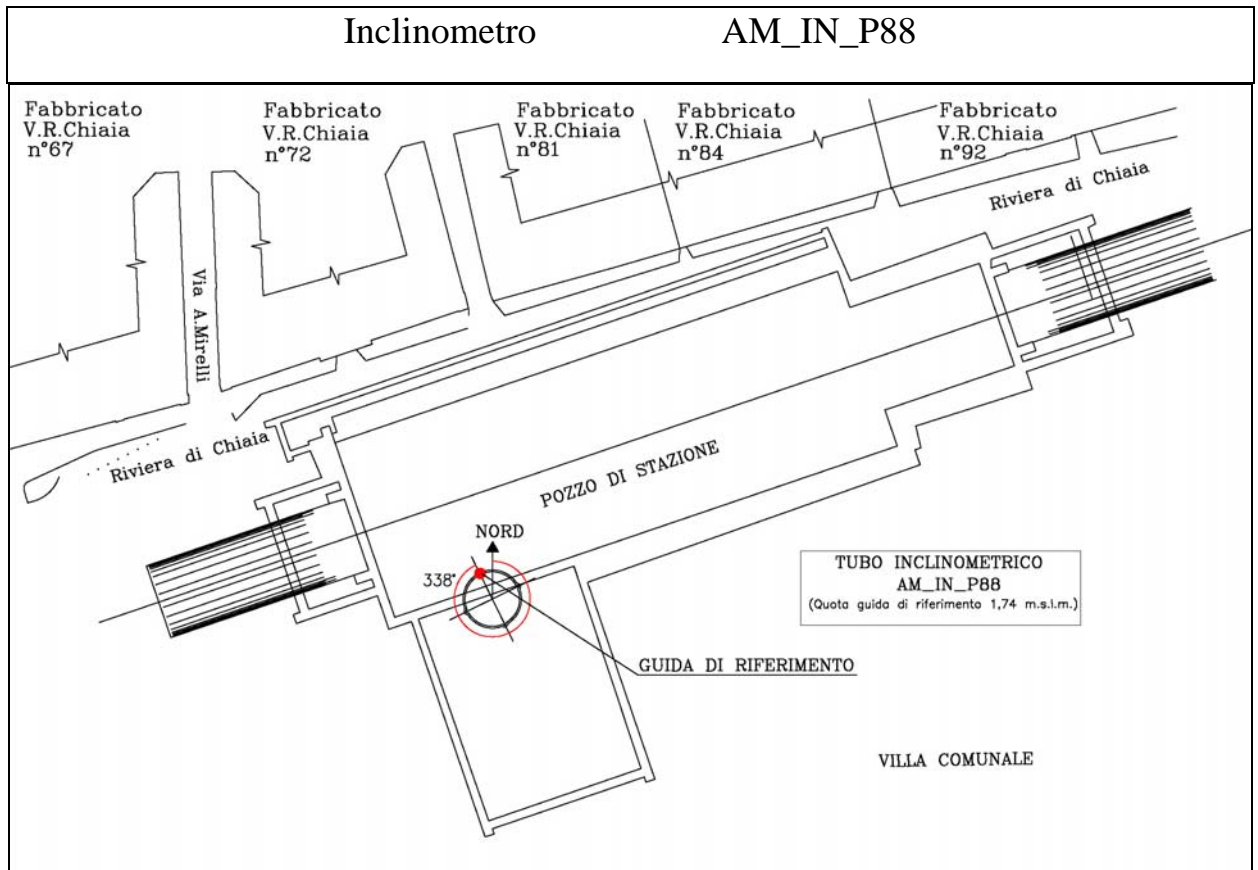 Inclinometro AM_IN_P88
Fabbricato
V.R.Chiaia
n°67
Fabbricato
V.R.Chiaia
n°72
Fabbricato
V.R.Chiaia
n°81
Fabbricato
V.R.Chiaia
n°84
Fabbricato
V.R.Chiaia
n°92
Riviera di Chiaia
Via A.Mirelli
Riviera di Chiaia
POZZO DI STAZIONE
NORD
338°
TUBO INCLINOMETRICO
AM_IN_P88
(Quota guida di riferimento 1,74 m.s.l.m.)
GUIDA DI RIFERIMENTO
VILLA COMUNALE